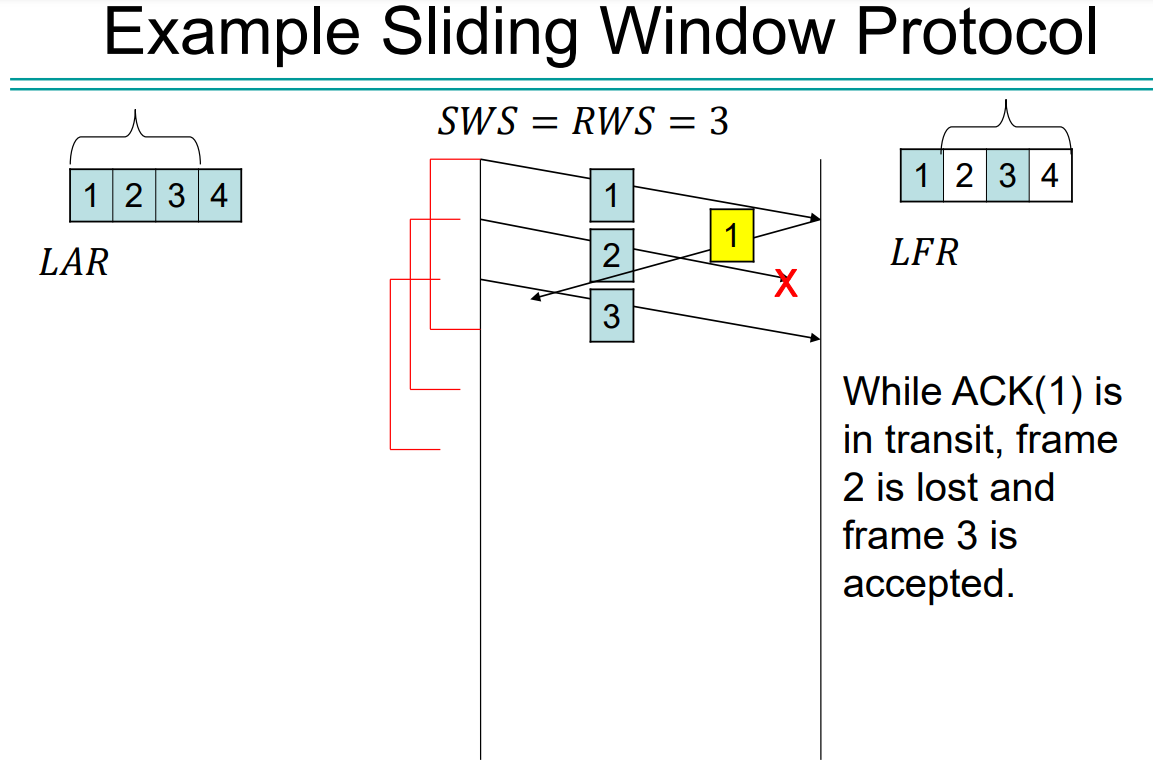 Example Sliding Window Protocol
SWS = RWS = 3
1 2 3 4
LAR
1
2
3
1
X
1 2 3 4
LFR
While ACK(1) is
in transit, frame
2 is lost and
frame 3 is
accepted.